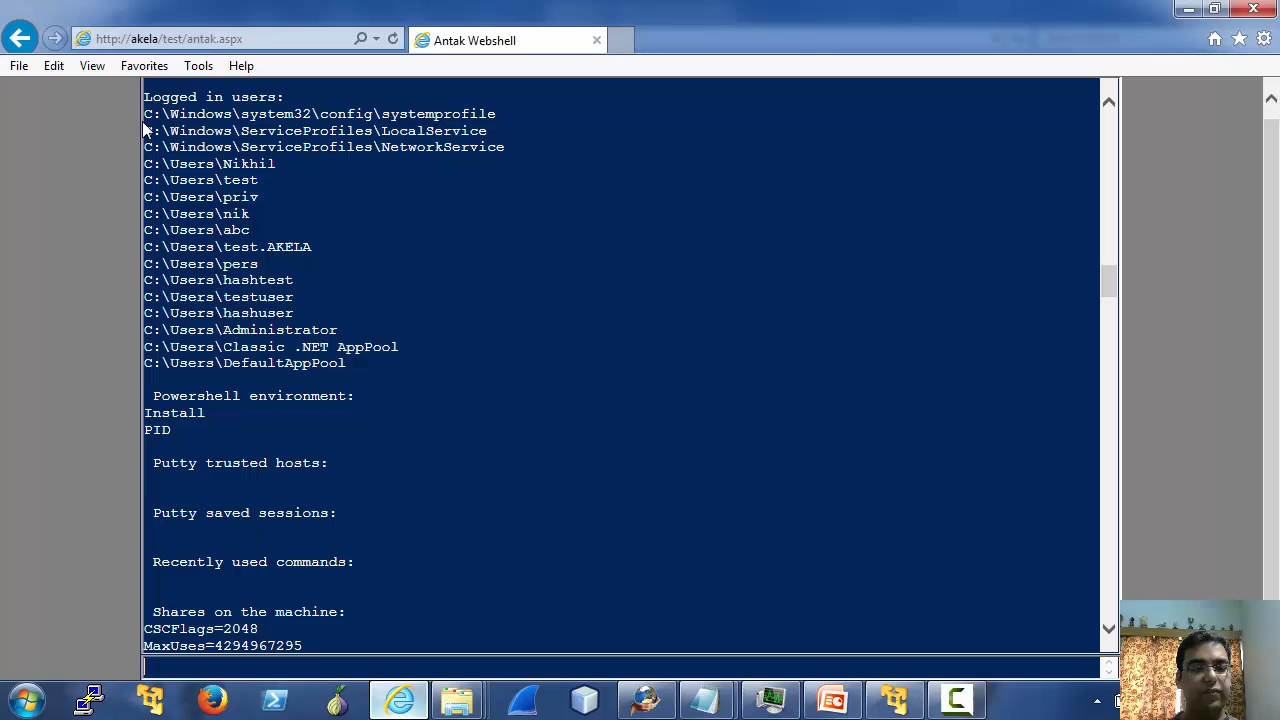 http://akela/test/antak.aspx
Antak Webshell
File Edit View Favorites Tools Help
Logged in users:
C:\Windows\system32\config\systemprofile
C:\Windows\ServiceProfiles\LocalService
C:\Windows\ServiceProfiles\NetworkService
C:\Users\Nikhil
C:\Users\test
C:\Users\priv
C:\Users\nik
C:\Users\abc
C:\Users\test.AKELA
C:\Users\pers
C:\Users\hashtest
C:\Users\testuser
C:\Users\hashuser
C:\Users\Administrator
C:\Users\Classic .NET AppPool
C:\Users\DefaultAppPool
Powershell environment:
Install
PID
Putty trusted hosts:
Putty saved sessions:
Recently used commands:
Shares on the machine:
CSCFlags=2048
MaxUses=4294967295